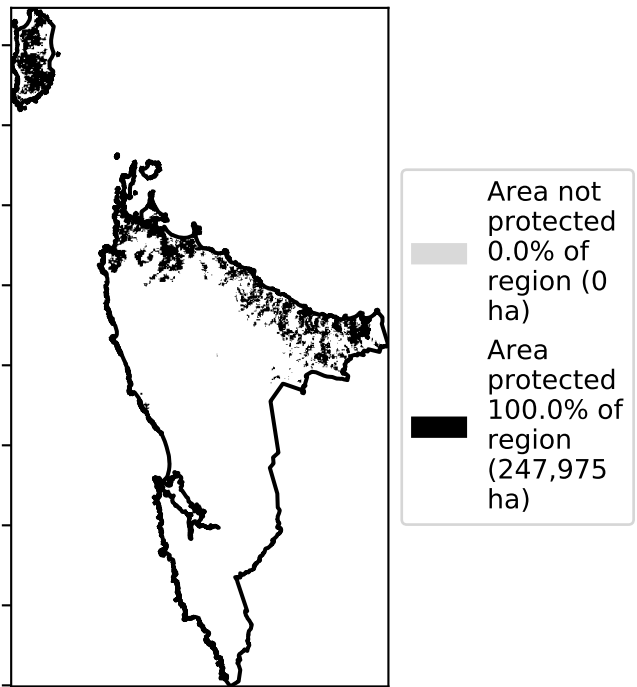 Area not
protected
0.0% of
region (0
ha)
Area
protected
100.0% of
region
(247,975
ha)